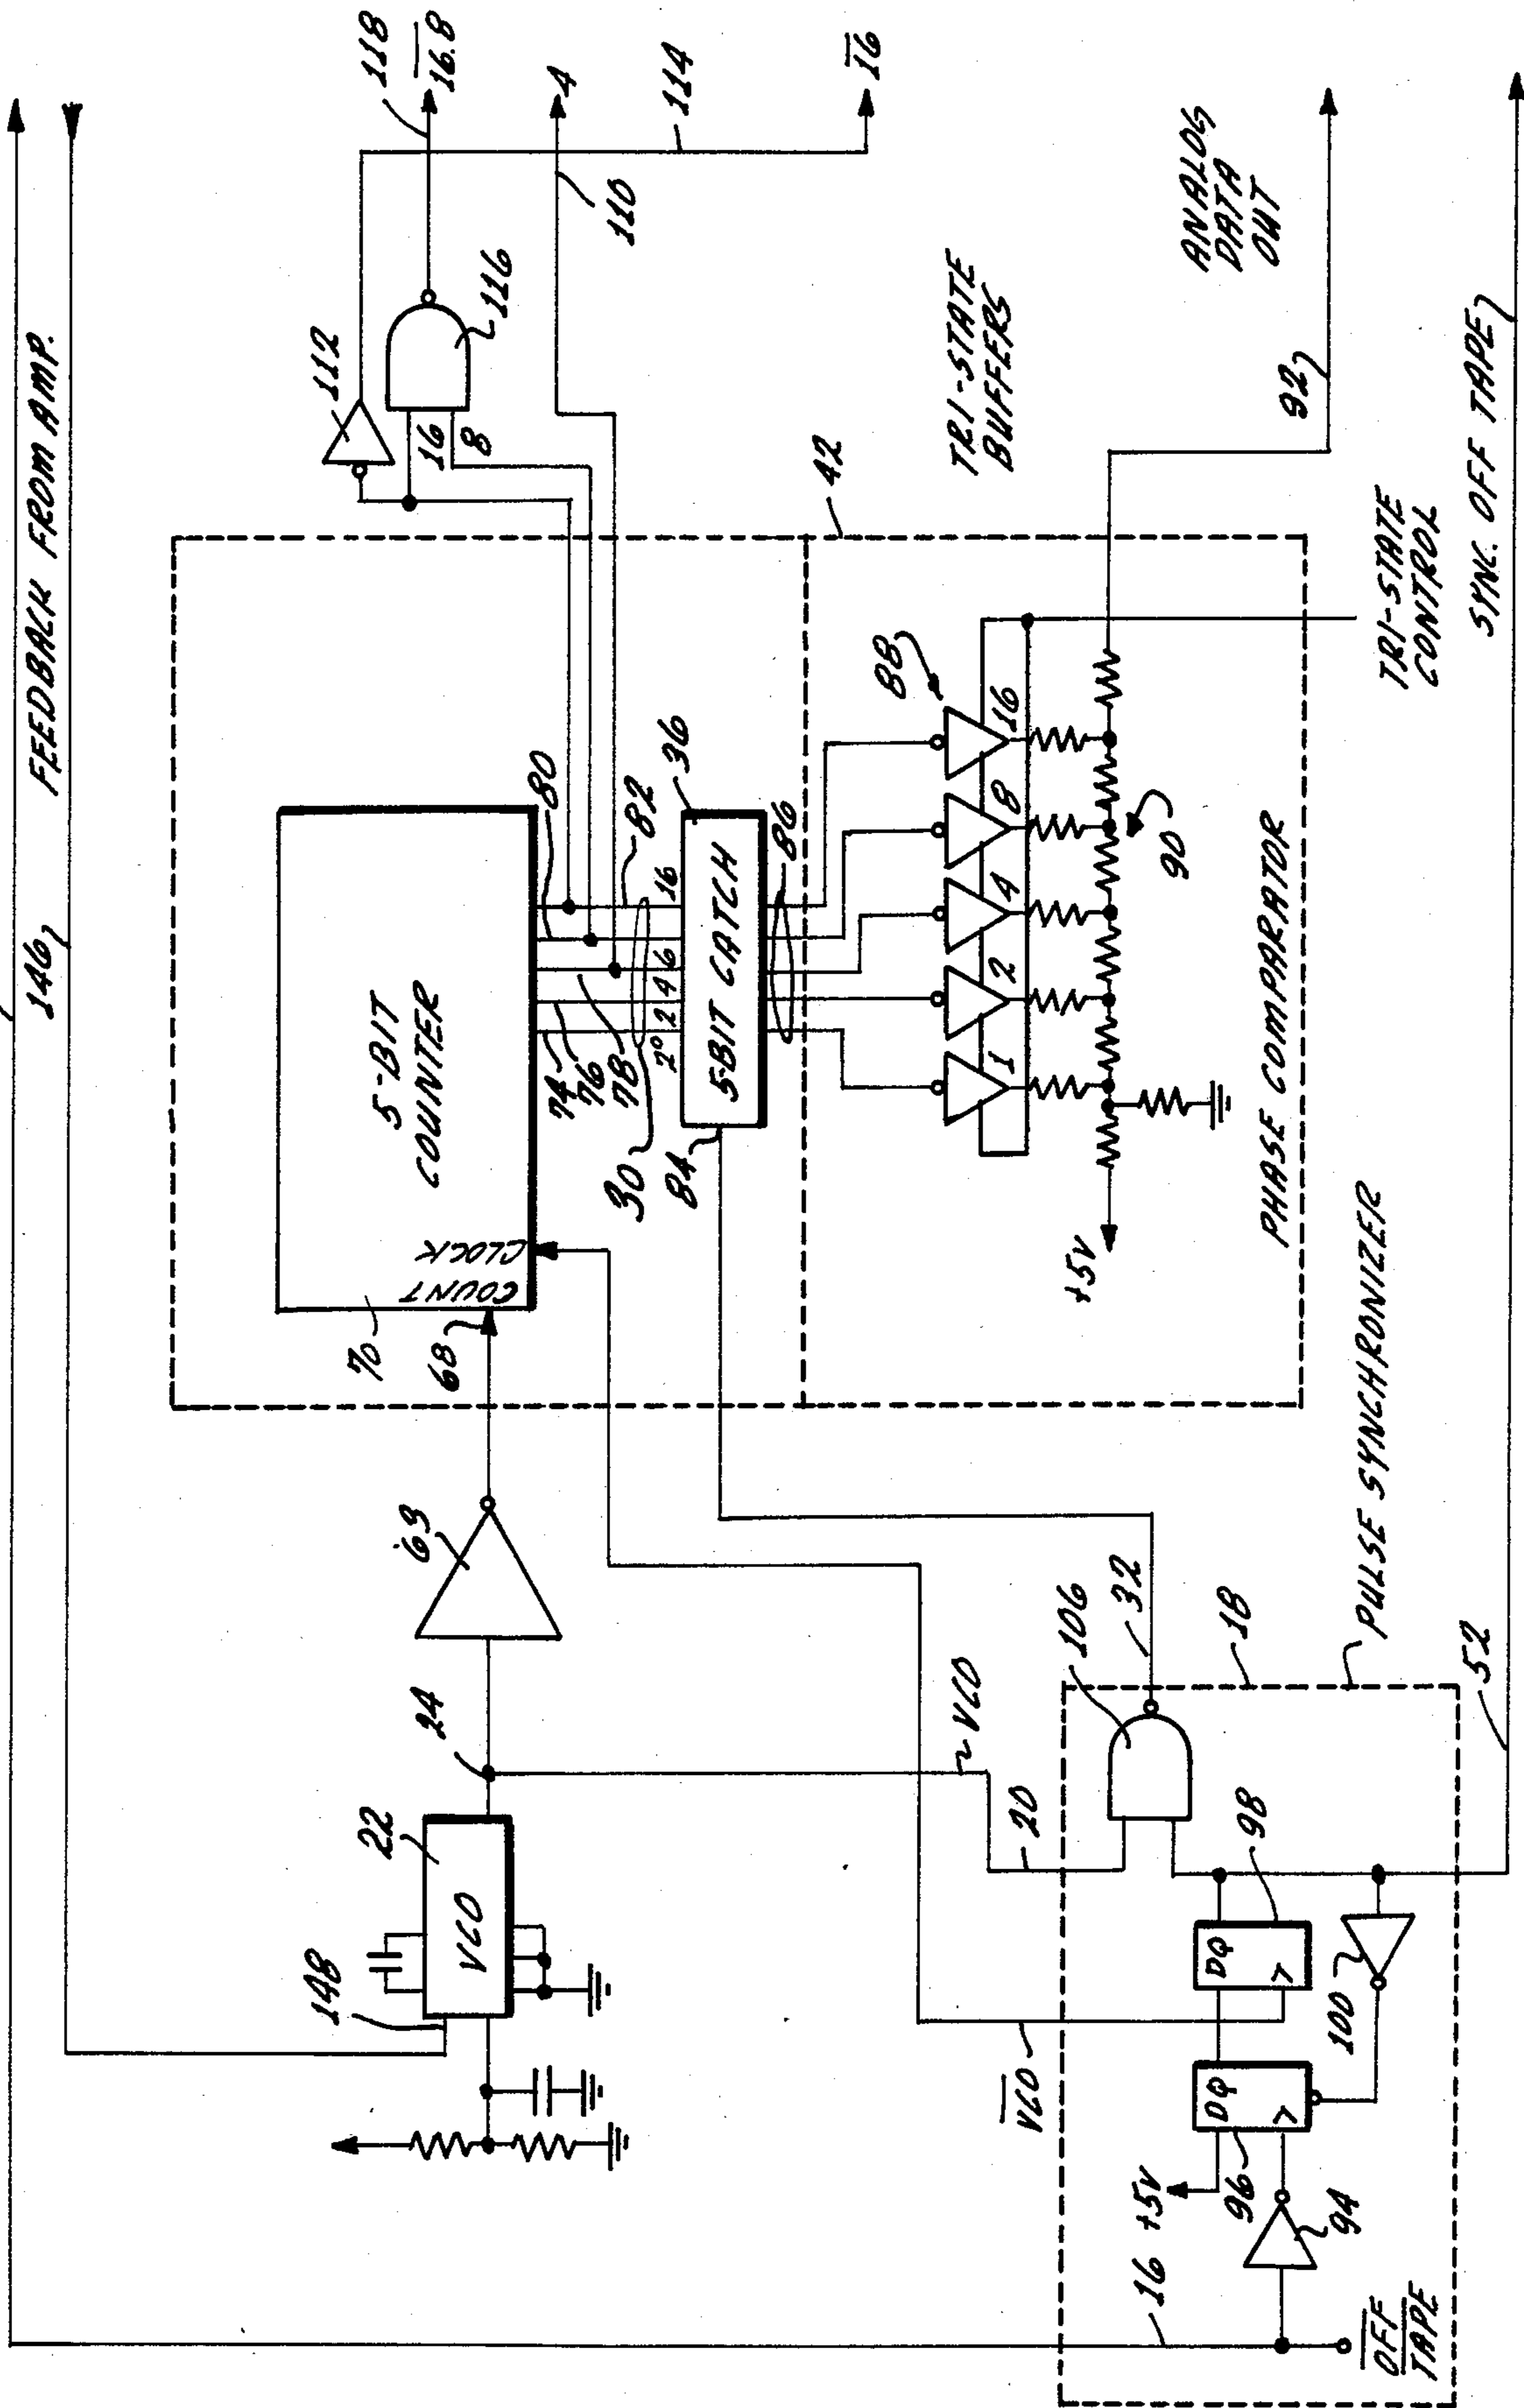 146
FEEDBACK FROM AMP.
118
16.8
4
110
114
16
112
116
16
8
148
VCO
22
24
63
68
70
COUNT
CLOCK
5-BIT
COUNTER
74
76
78
80
82
30
2°
2
4
6
16
36
5-BIT CATCH
84
86
42
TRI-STATE
BUFFERS
88
1
2
4
8
16
90
+5V
PHASE COMPARATOR
TRI-STATE
CONTROL
92
ANALOG
DATA
OUT
VCO
20
VCO
106
32
18
PULSE SYNCHRONIZER
98
DQ
DQ
100
96
94
+5V
16
OFF
TAPE
52
SYNC. OFF TAPE